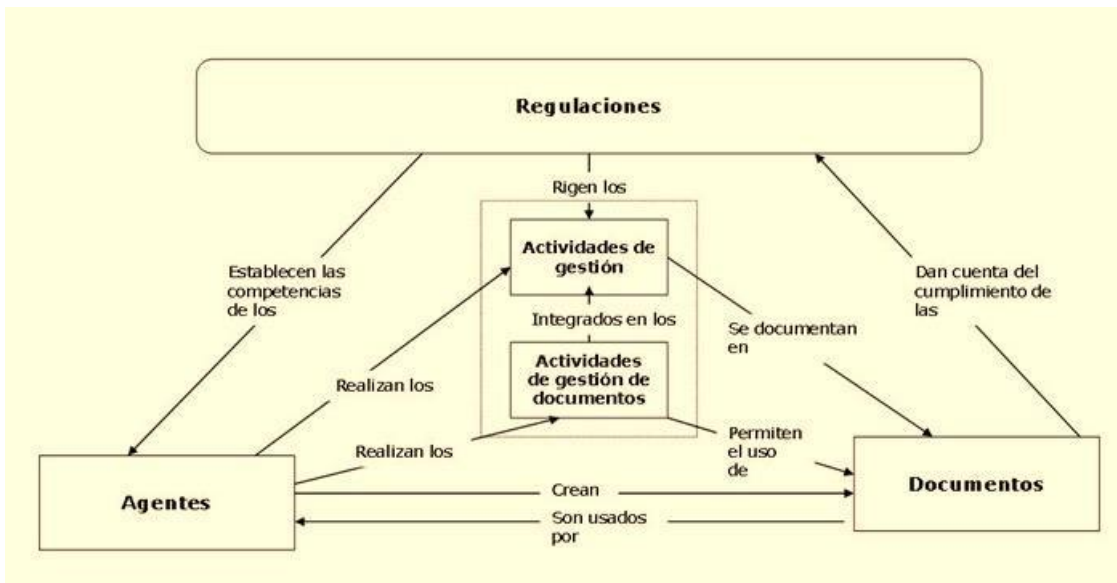 Regulaciones
Rigen los
Actividades de
gestión
Establecen las
competencias
de los
Dan cuenta del
cumplimiento de
las
Integrados en los
Se documentan
en
Actividades
de gestión de
documentos
Realizan los
Realizan los
Permiten
el uso
de
Agentes
Crean
Documentos
Son usados
por